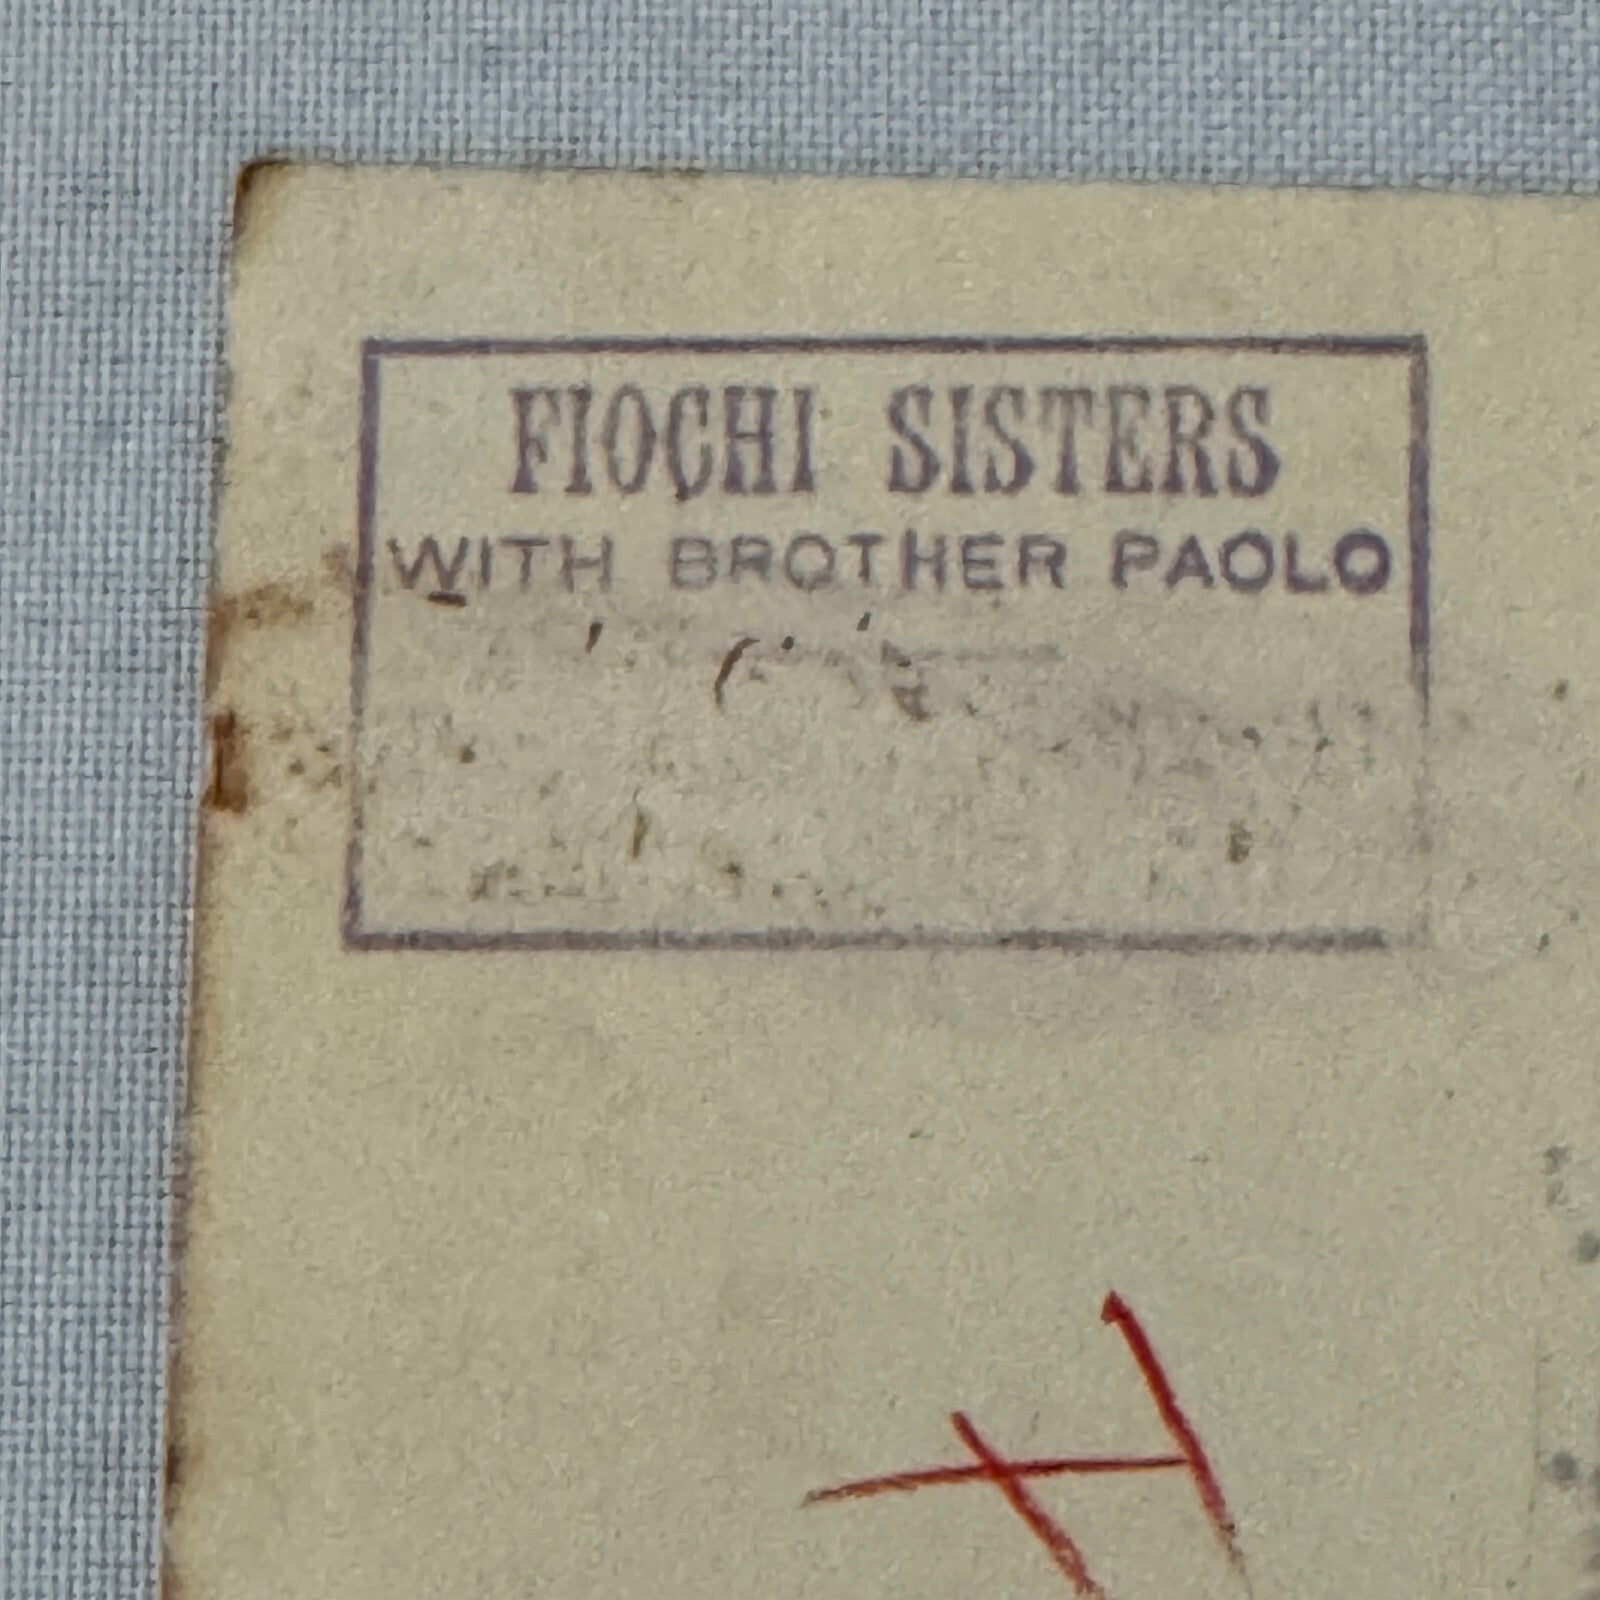 FIOCHI SISTERS
WITH BROTHER PAOLO
H